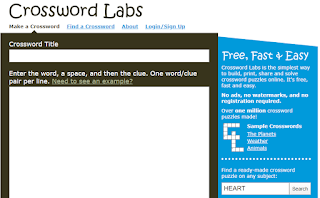 Crossword Labs
Make a Crossword Find a Crossword About Login/Sign Up
Crossword Title
Enter the word, a space, and then the clue. One word/clue
pair per line. Need to see an example?
Free, Fast & Easy
Crossword Labs is the simplest way
to build, print, share and solve
crossword puzzles online. It's free,
fast and easy.
No ads, no watermarks, and no
registration required.
Over one million crossword
puzzles made!
Sample Crosswords
The Planets
Weather
Animals
Find a ready-made crossword
puzzle on any subject:
HEART Search